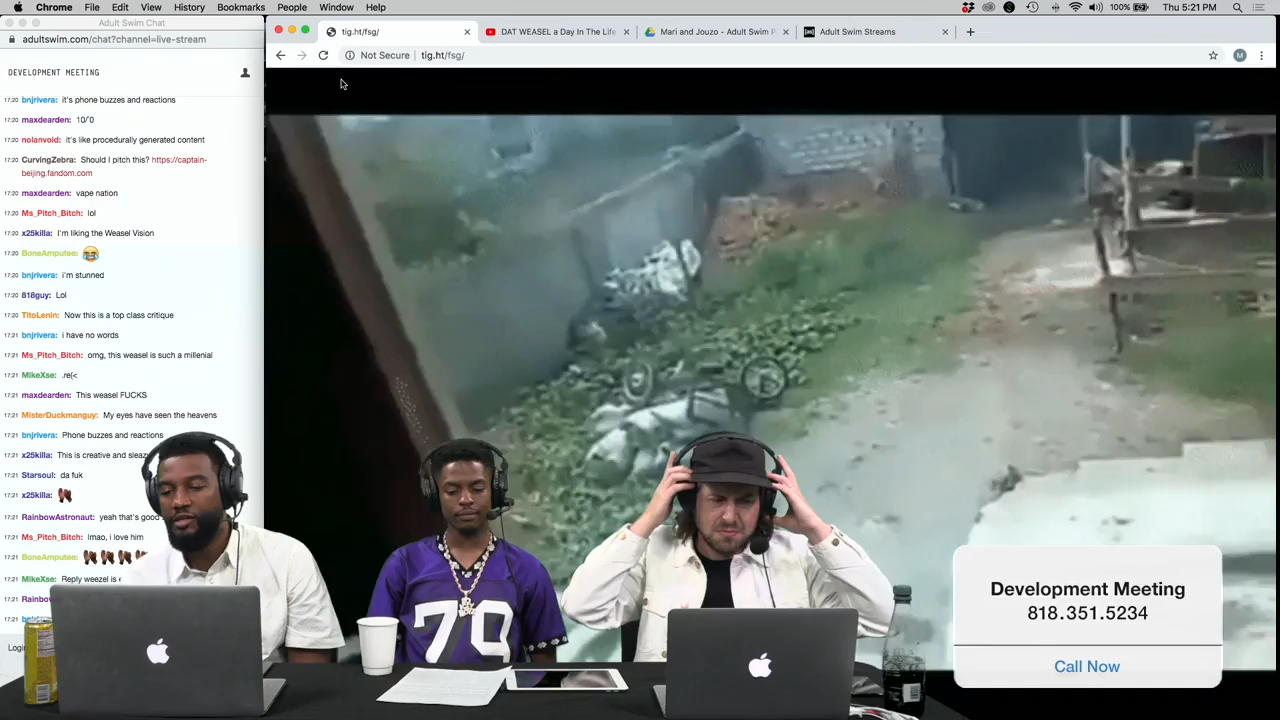 Chrome File Edit View History Bookmarks People Window Help 100% Thu 5:21 PM
Adult Swim Chat
adultswim.com/chat?channel=live-stream
tig.ht/fsg/
DAT WEASEL a Day In The Life
Mari and Jouzo - Adult Swim P
Adult Swim Streams
Not Secure tig.ht/fsg/
DEVELOPMENT MEETING
17:20 bnjrivera: it's phone buzzes and reactions
17:20 maxdearden: 10/0
17:20 nolanvoid: it's like procedurally generated content
17:20 CurvingZebra: Should I pitch this? https://captain-
beijing.fandom.com
17:20 maxdearden: vape nation
17:20 Ms_Pitch_Bitch: lol
17:20 x25killa: I'm liking the Weasel Vision
17:20 BoneAmputee:
17:20 bnjrivera: i'm stunned
17:20 818guy: Lol
17:20 TitoLenin: Now this is a top class critique
17:21 bnjrivera: i have no words
17:21 Ms_Pitch_Bitch: omg, this weasel is such a millenial
17:21 MikeXse: .re(<
17:21 maxdearden: This weasel FUCKS
17:21 MisterDuckmanguy: My eyes have seen the heavens
17:21 bnjrivera: Phone buzzes and reactions
17:21 x25killa: This is creative and sleaz
17:21 Starsoul: da fuk
17:21 x25killa:
17:21 RainbowAstronaut: yeah that's good
17:21 Ms_Pitch_Bitch: lmao, i love him
17:21 BoneAmputee:
17:21 MikeXse: Reply weezel is
17:21 Rainbow
17:21
Login
79
Development Meeting
818.351.5234
Call Now